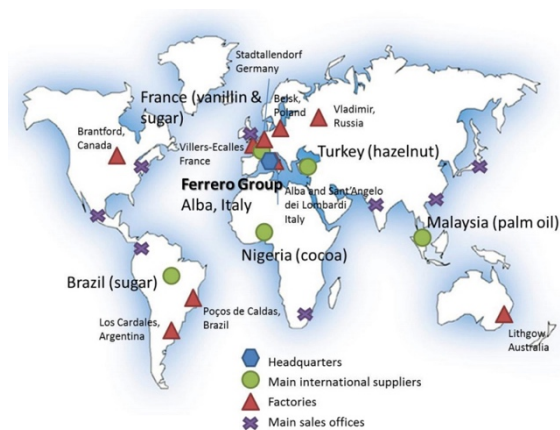 Stadtallendorf
Germany
France (vanillin &
sugar)
Belsk,
Poland
Vladimir,
Russia
Brantford,
Canada
Villers-Ecalles
France
Turkey (hazelnut)
Ferrero Group
Alba, Italy
Alba and Sant'Angelo
dei Lombardi
Italy
Malaysia (palm oil)
Nigeria (cocoa)
Brazil (sugar)
Poços de Caldas,
Brazil
Los Cardales,
Argentina
Lithgow,
Australia
Headquarters
Main international suppliers
Factories
Main sales offices